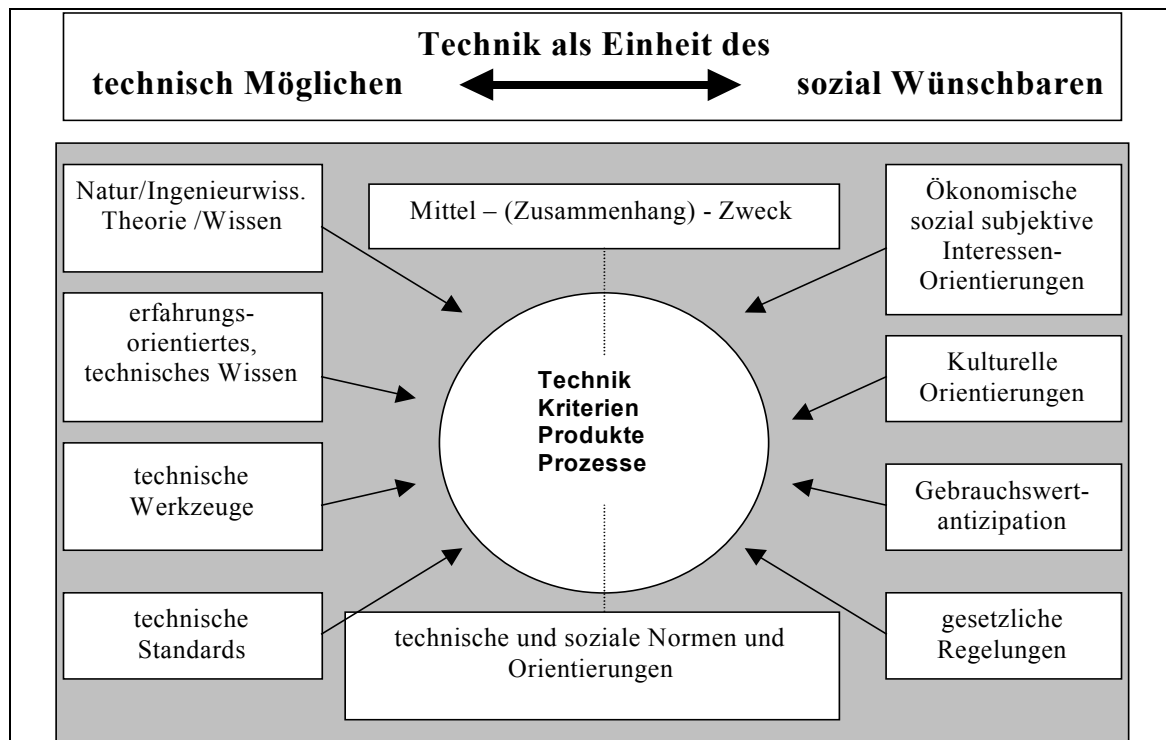 Technik als Einheit des
technisch Möglichen sozial Wünschbaren
Natur/Ingenieurwiss.
Theorie /Wissen
erfahrungs-
orientiertes,
technisches Wissen
technische
Werkzeuge
technische
Standards
Mittel – (Zusammenhang) - Zweck
Technik
Kriterien
Produkte
Prozesse
technische und soziale Normen und
Orientierungen
Ökonomische
sozial subjektive
Interessen-
Orientierungen
Kulturelle
Orientierungen
Gebrauchswert-
antizipation
gesetzliche
Regelungen